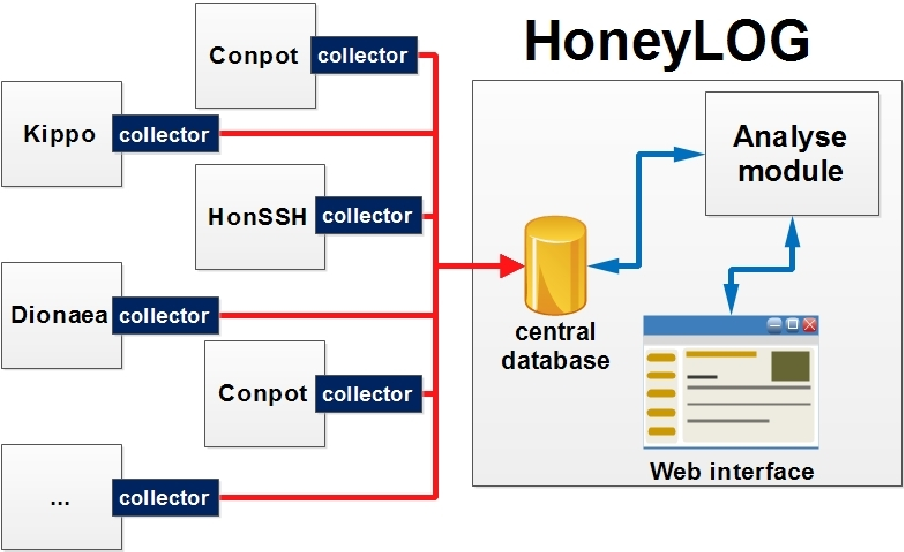 HoneyLOG
Conpot
collector
Kippo
collector
HonSSH
collector
Dionaea
collector
Conpot
collector
...
collector
central
database
Analyse
module
Web interface